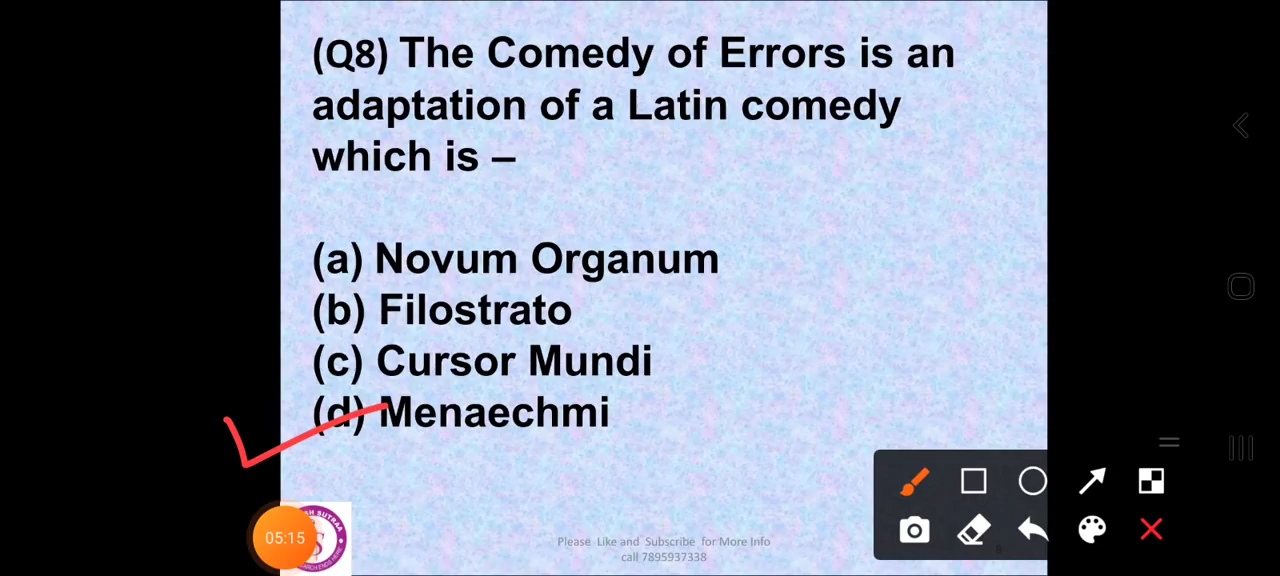 (Q8) The Comedy of Errors is an
adaptation of a Latin comedy
which is –
(a) Novum Organum
(b) Filostrato
(c) Cursor Mundi
(d) Menaechmi
05:15
Please Like and Subscribe for More Info
call 7895937338